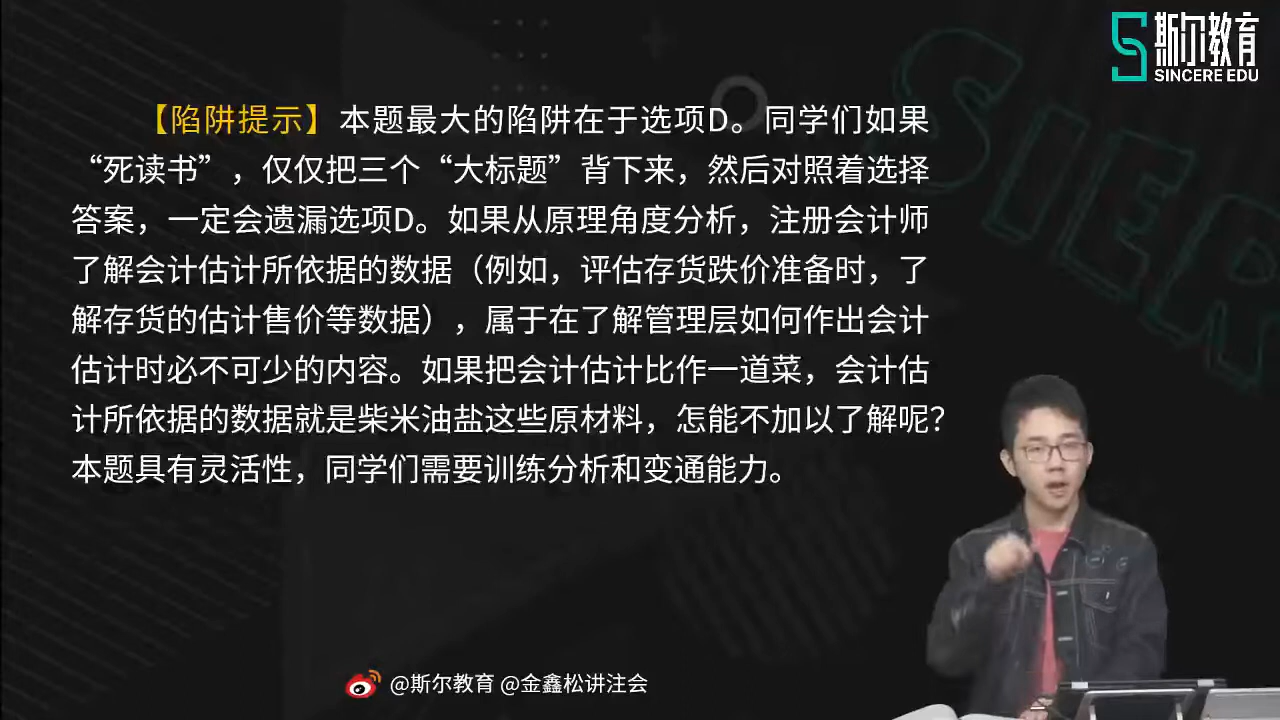 斯尔教育
SINCERE EDU
【陷阱提示】本题最大的陷阱在于选项D。同学们如果
“死读书”，仅仅把三个“大标题”背下来，然后对照着选择
答案，一定会遗漏选项D。如果从原理角度分析，注册会计师
了解会计估计所依据的数据（例如，评估存货跌价准备时，了
解存货的估计售价等数据），属于在了解管理层如何作出会计
估计时必不可少的内容。如果把会计估计比作一道菜，会计估
计所依据的数据就是柴米油盐这些原材料，怎能不加以了解呢？
本题具有灵活性，同学们需要训练分析和变通能力。
@斯尔教育 @金鑫松讲注会